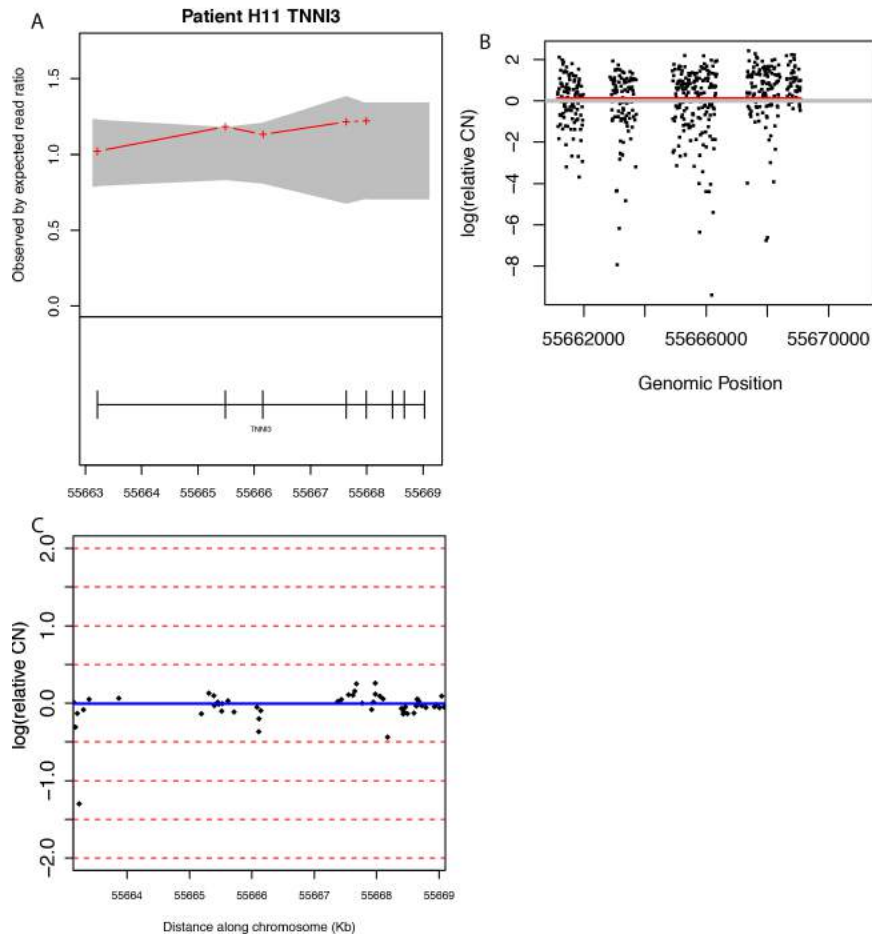 A
Patient H11 TNNI3
Observed by expected read ratio
1.5
1.0
0.5
0.0
TNNI3
55663 55664 55665 55666 55667 55668 55669
B
log(relative CN)
2
0
-2
-4
-6
-8
55662000 55666000 55670000
Genomic Position
C
log(relative CN)
2.0
1.0
0.0
-1.0
-2.0
55664 55665 55666 55667 55668 55669
Distance along chromosome (Kb)